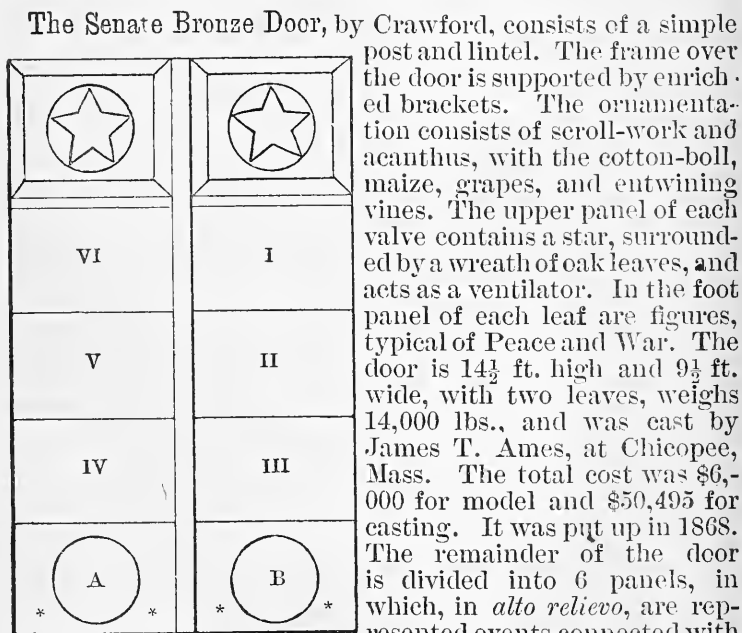 The Senate Bronze Door, by Crawford, consists of a simple
post and lintel. The frame over
the door is supported by enrich-
ed brackets. The ornamenta-
tion consists of scroll-work and
acanthus, with the cotton-boll,
maize, grapes, and entwining
vines. The upper panel of each
valve contains a star, surround-
ed by a wreath of oak leaves, and
acts as a ventilator. In the foot
panel of each leaf are figures,
typical of Peace and War. The
door is 14½ ft. high and 9½ ft.
wide, with two leaves, weighs
14,000 lbs., and was cast by
James T. Ames, at Chicopee,
Mass. The total cost was $6,-
000 for model and $50,495 for
casting. It was put up in 1868.
The remainder of the door
is divided into 6 panels, in
which, in alto relievo, are rep-
resented events connected with
VI I
V II
IV III
A B
* * * *